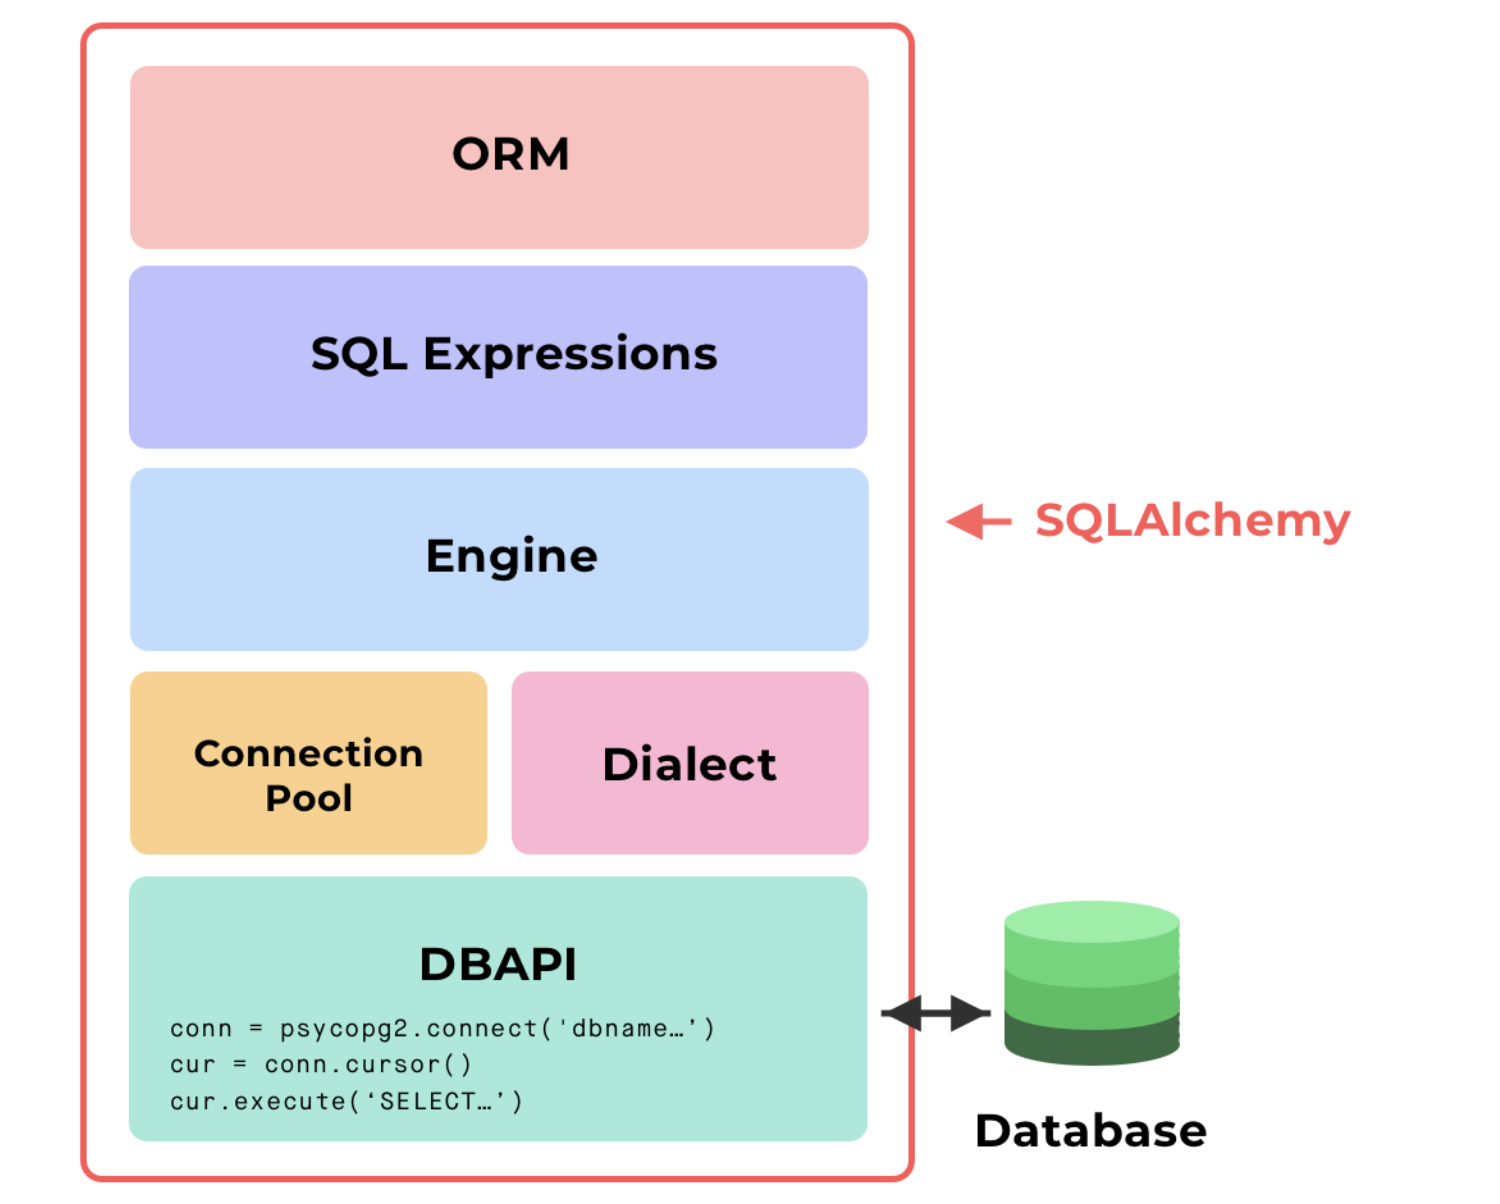 ORM
SQL Expressions
Engine
SQLAlchemy
Connection
Pool
Dialect
DBAPI
conn = psycopg2.connect('dbname…’)
cur = conn.cursor()
cur.execute(‘SELECT…’)
Database